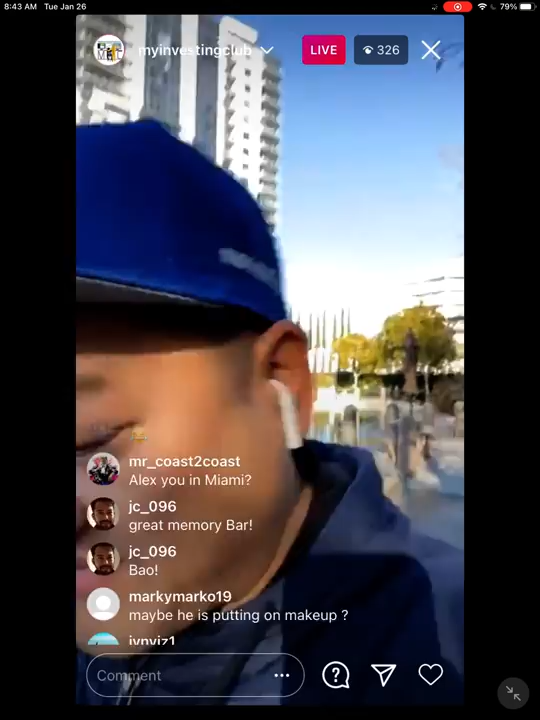 8:43 AM Tue Jan 26
79%
myinvestingclub
LIVE
326
mr_coast2coast
Alex you in Miami?
jc_096
great memory Bar!
jc_096
Bao!
markymarko19
maybe he is putting on makeup ?
Comment